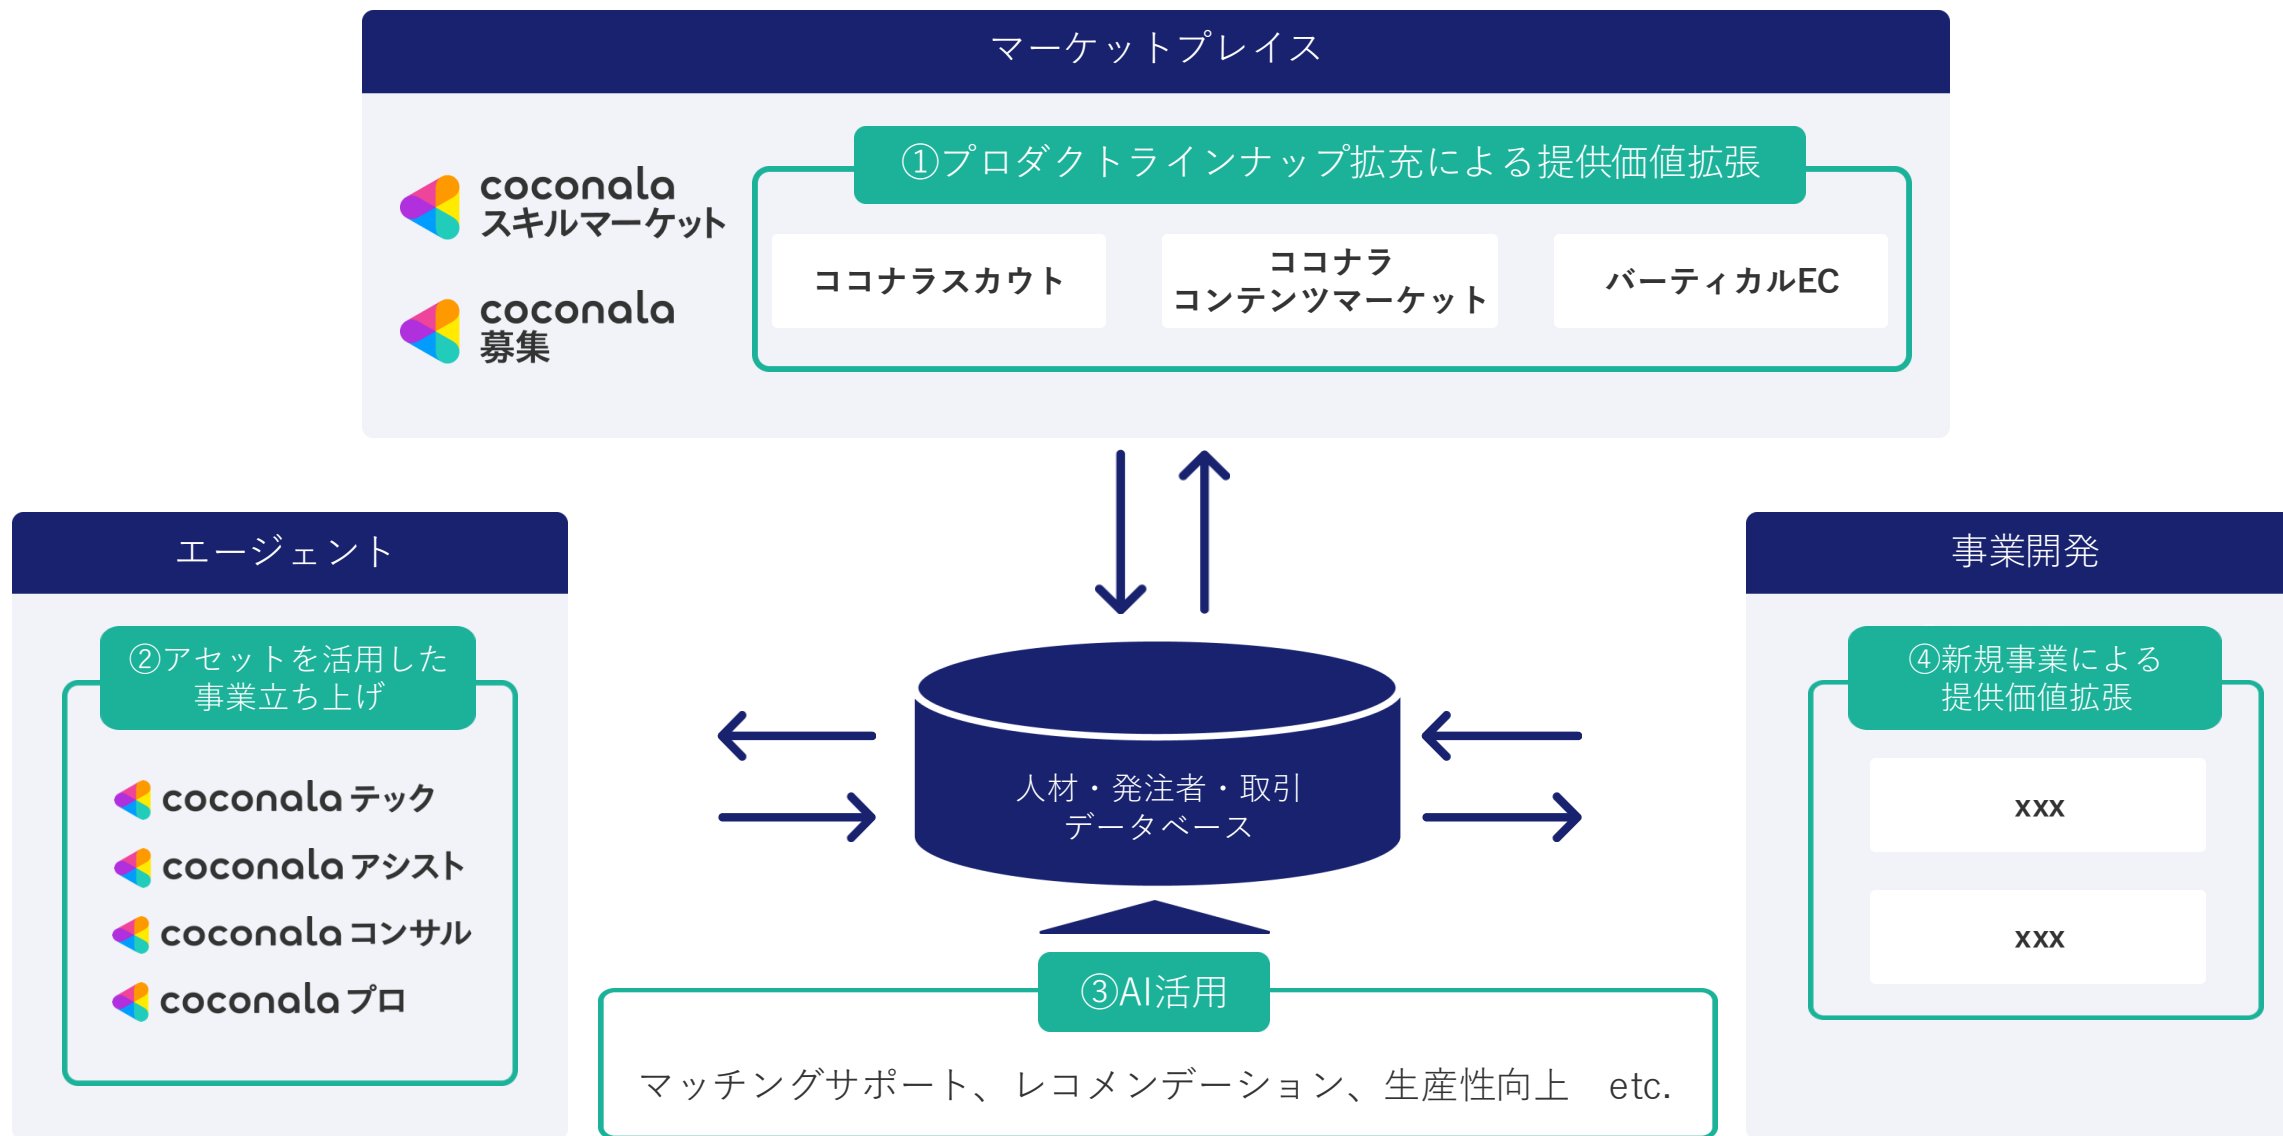 マーケットプレイス
①プロダクトラインナップ拡充による提供価値拡張
coconala
スキルマーケット
coconala
募集
ココナラスカウト
ココナラ
コンテンツマーケット
バーティカルEC
エージェント
②アセットを活用した
事業立ち上げ
coconala テック
coconala アシスト
coconala コンサル
coconala プロ
人材・発注者・取引
データベース
③AI活用
マッチングサポート、レコメンデーション、生産性向上　etc.
事業開発
④新規事業による
提供価値拡張
xxx
xxx